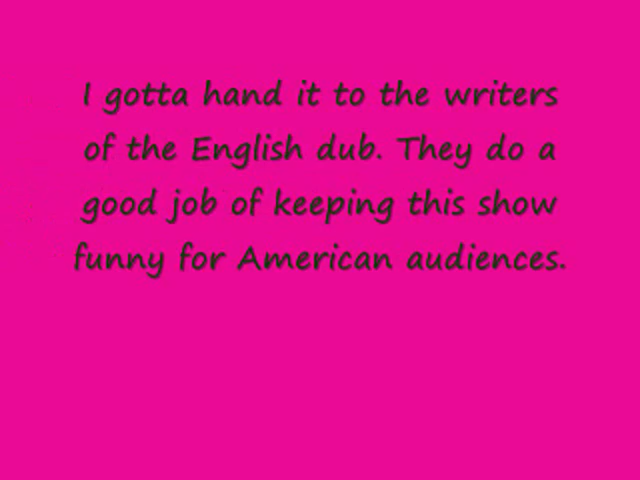 I gotta hand it to the writers
of the English dub. They do a
good job of keeping this show
funny for American audiences.